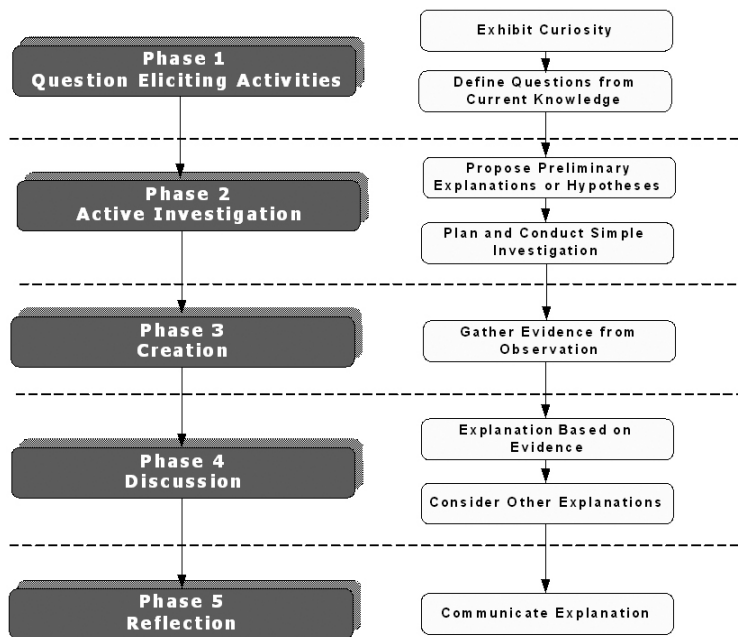 Phase 1
Question Eliciting Activities
Exhibit Curiosity
Define Questions from
Current Knowledge
Phase 2
Active Investigation
Propose Preliminary
Explanations or Hypotheses
Plan and Conduct Simple
Investigation
Phase 3
Creation
Gather Evidence from
Observation
Phase 4
Discussion
Explanation Based on
Evidence
Consider Other Explanations
Phase 5
Reflection
Communicate Explanation